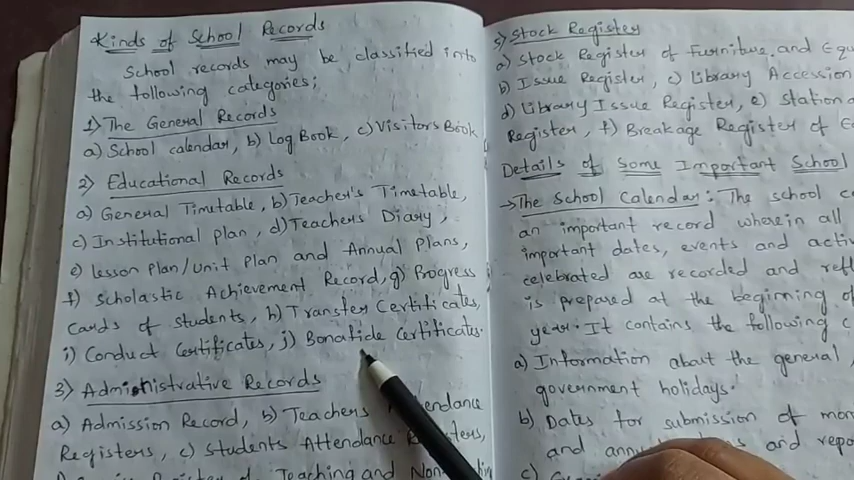 Kinds of School Records
School records may be classified into
the following categories;
1) The General Records
a) School calendar, b) Log Book, c) Visitors Book
2) Educational Records
a) General Timetable, b) Teacher's Timetable,
c) Institutional plan, d) Teachers Diary,
e) lesson Plan/Unit Plan and Annual Plans,
f) Scholastic Achievement Record, g) Progress
Cards of students, h) Transfer Certificates,
i) Conduct Certificates, j) Bonafide Certificates.
3) Administrative Records
a) Admission Record, b) Teachers
Registers, c) Students Attendance
Teaching and
5) Stock Register
a) Stock Register of Furniture and
b) Issue Register, c) Library Accession
d) Library Issue Register, e)
Register, f) Breakage Register of
Details of Some Important School
→ The School Calendar: The school
an important record wherein all
important dates, events and
celebrated are recorded and
is prepared at the beginning of
year. It contains the following
a) Information about the general
government holidays.
b) Dates for submission of
and and
c)